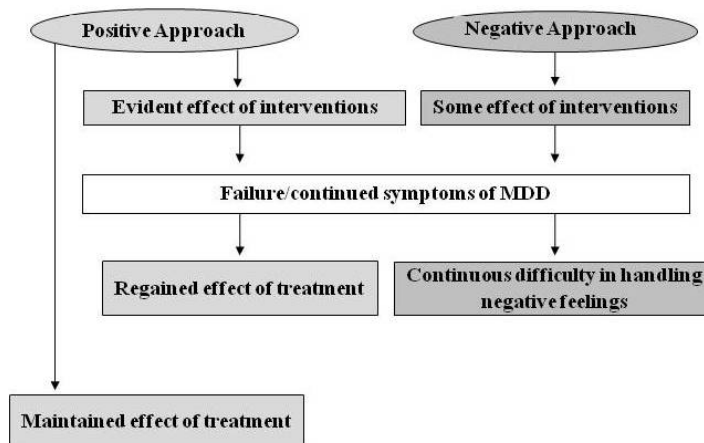 Positive Approach
Negative Approach
Evident effect of interventions
Some effect of interventions
Failure/continued symptoms of MDD
Regained effect of treatment
Continuous difficulty in handling
negative feelings
Maintained effect of treatment